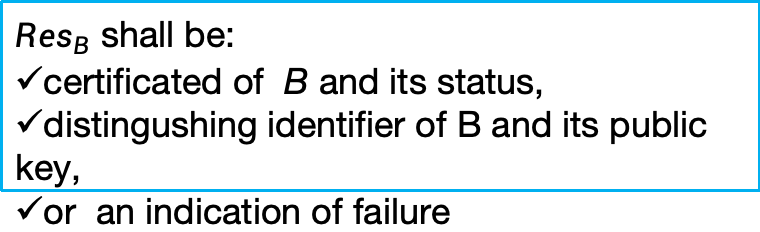 Res_B shall be:
✓certificated of B and its status,
✓distingushing identifier of B and its public
key,
✓or an indication of failure